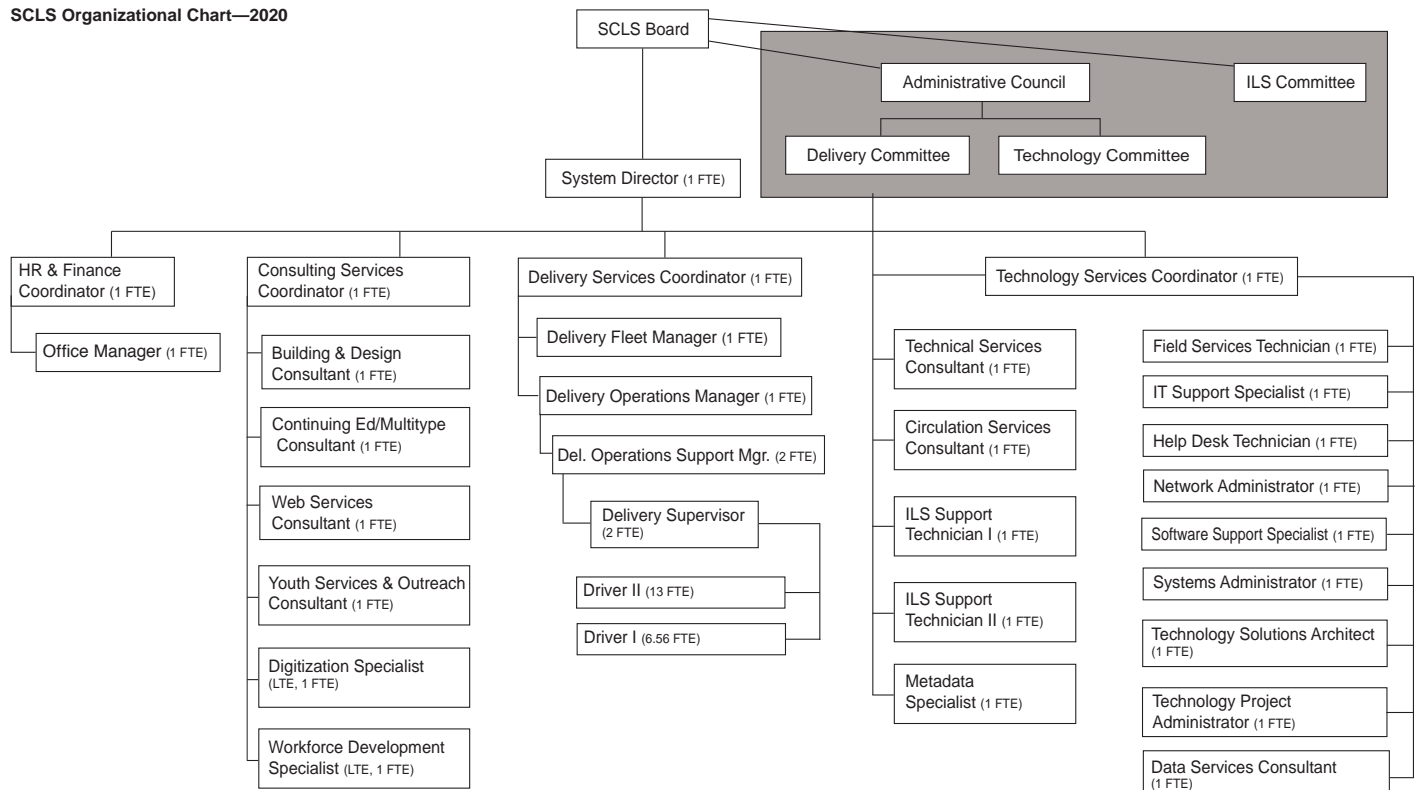 SCLS Organizational Chart—2020
SCLS Board
Administrative Council
ILS Committee
Delivery Committee
Technology Committee
System Director (1 FTE)
HR & Finance
Coordinator (1 FTE)
Office Manager (1 FTE)
Consulting Services
Coordinator (1 FTE)
Building & Design
Consultant (1 FTE)
Continuing Ed/Multitype
Consultant (1 FTE)
Web Services
Consultant (1 FTE)
Youth Services & Outreach
Consultant (1 FTE)
Digitization Specialist
(LTE, 1 FTE)
Workforce Development
Specialist (LTE, 1 FTE)
Delivery Services Coordinator (1 FTE)
Delivery Fleet Manager (1 FTE)
Delivery Operations Manager (1 FTE)
Del. Operations Support Mgr. (2 FTE)
Delivery Supervisor
(2 FTE)
Driver II (13 FTE)
Driver I (6.56 FTE)
Technology Services Coordinator (1 FTE)
Technical Services
Consultant (1 FTE)
Circulation Services
Consultant (1 FTE)
ILS Support
Technician I (1 FTE)
ILS Support
Technician II (1 FTE)
Metadata
Specialist (1 FTE)
Field Services Technician (1 FTE)
IT Support Specialist (1 FTE)
Help Desk Technician (1 FTE)
Network Administrator (1 FTE)
Software Support Specialist (1 FTE)
Systems Administrator (1 FTE)
Technology Solutions Architect
(1 FTE)
Technology Project
Administrator (1 FTE)
Data Services Consultant
(1 FTE)